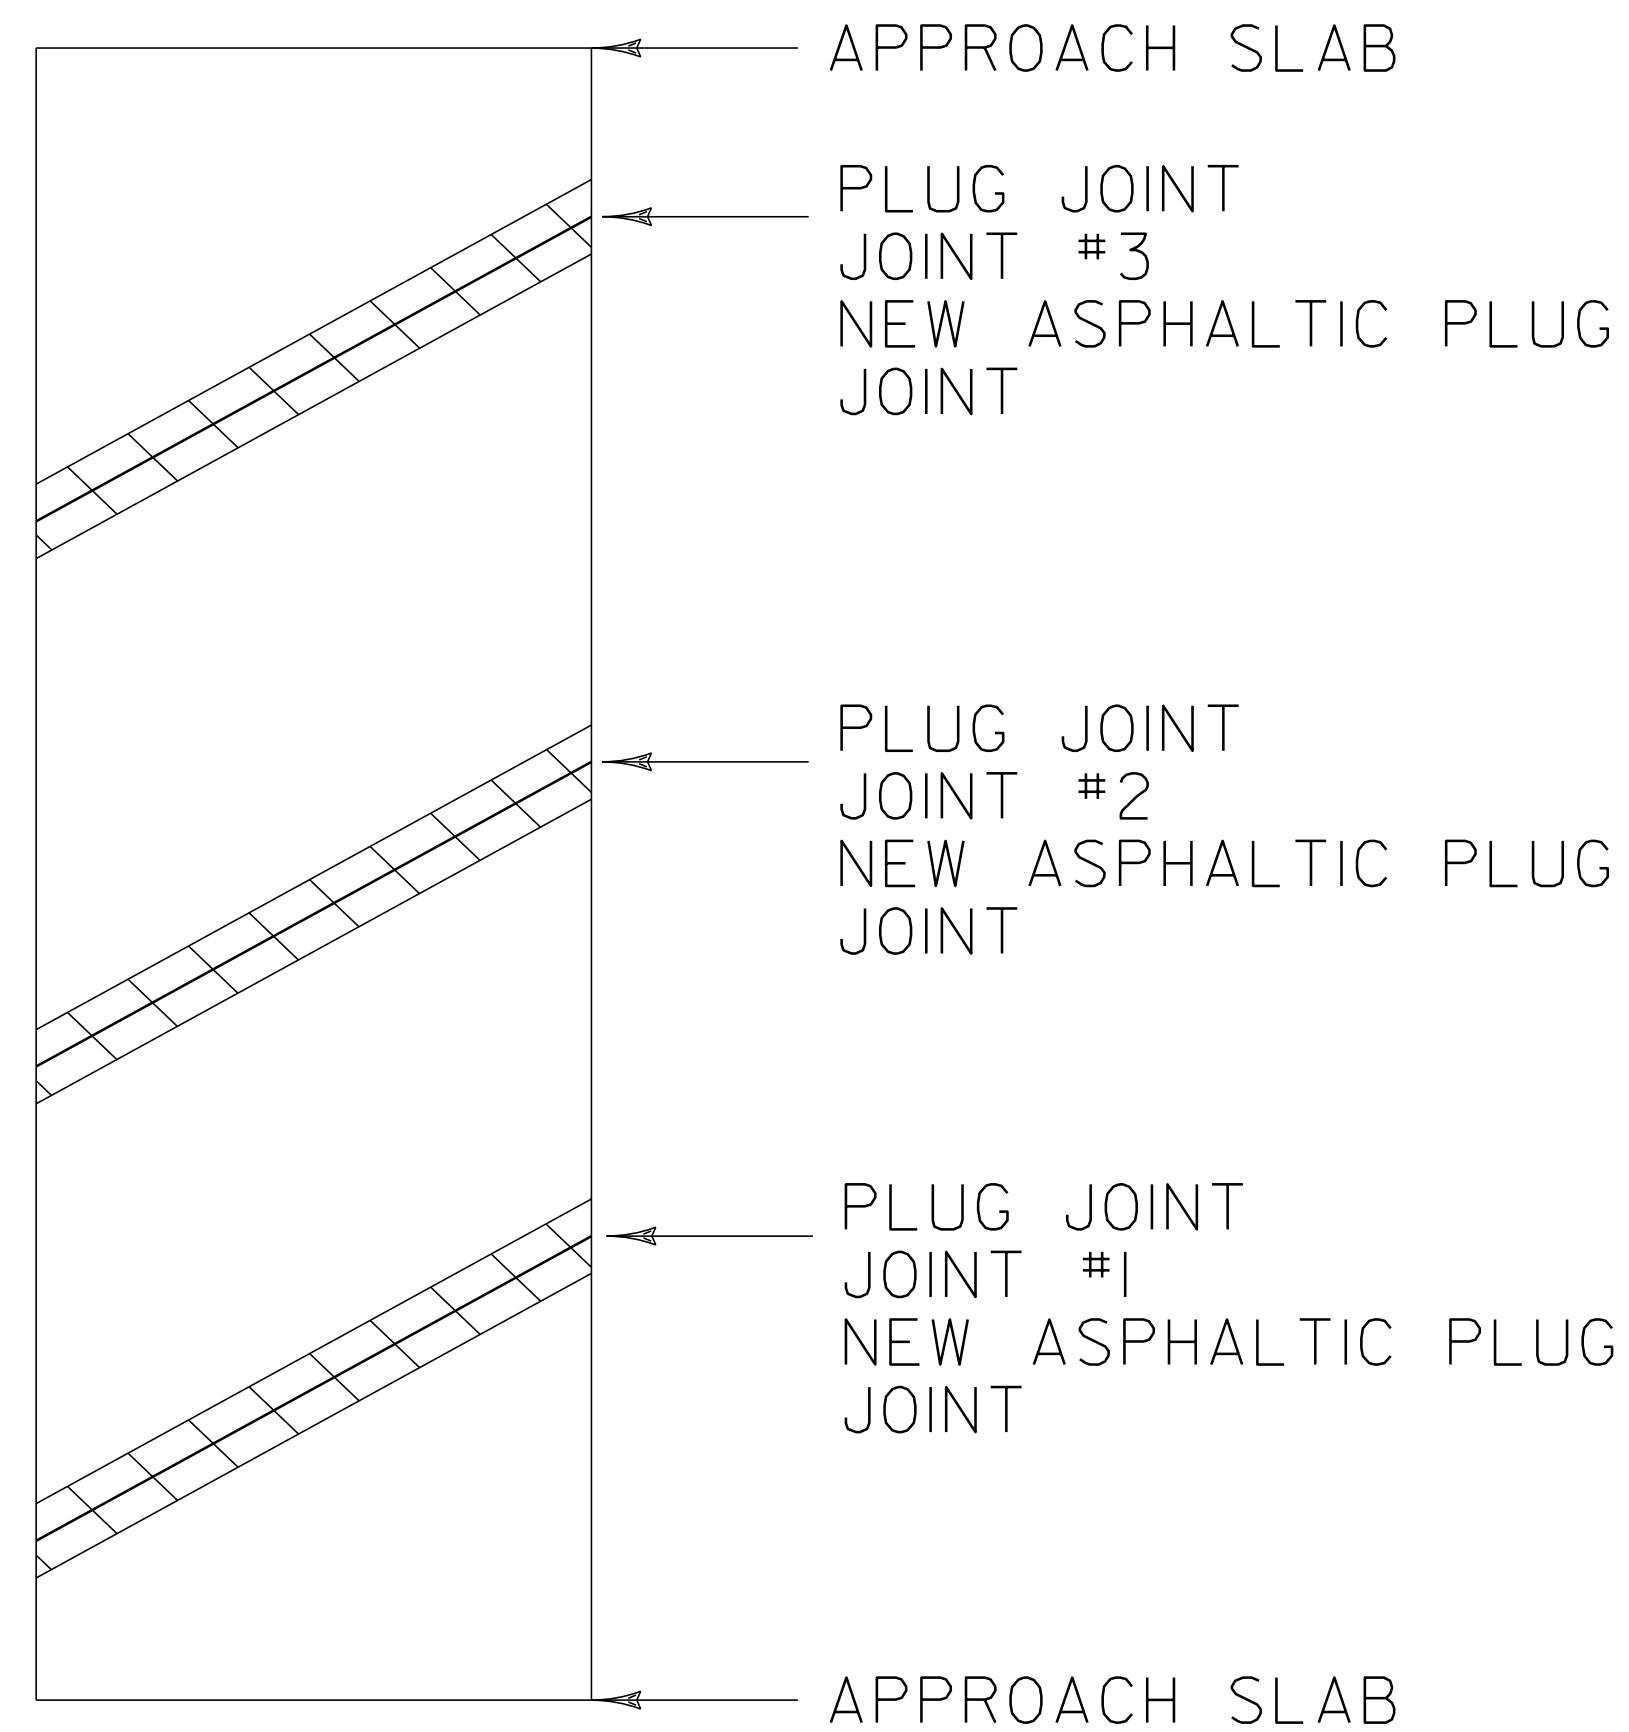 APPROACH SLAB
PLUG JOINT
JOINT #3
NEW ASPHALTIC PLUG
JOINT
PLUG JOINT
JOINT #2
NEW ASPHALTIC PLUG
JOINT
PLUG JOINT
JOINT #1
NEW ASPHALTIC PLUG
JOINT
APPROACH SLAB